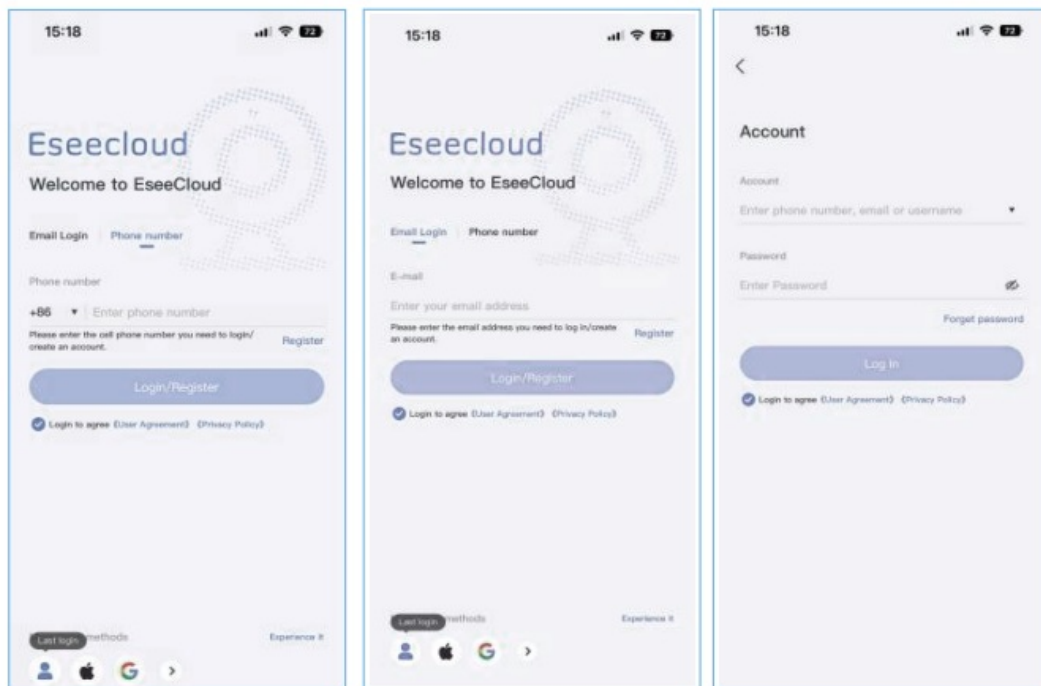 15:18
72
Eseecloud
Welcome to EseeCloud
Email Login
Phone number
Phone number
+86 ▼ Enter phone number
Please enter the cell phone number you need to login/
create an account.
Register
Login/Register
Login to agree 《User Agreement》 《Privacy Policy》
Last login
methods
Experience it
G
15:18
72
Eseecloud
Welcome to EseeCloud
Email Login
Phone number
E-mail
Enter your email address
Please enter the email address you need to log in/create
an account.
Register
Login/Register
Login to agree 《User Agreement》 《Privacy Policy》
Last login
methods
Experience it
G
15:18
72
Account
Account
Enter phone number, email or username
Password
Enter Password
Forget password
Log In
Login to agree 《User Agreement》 《Privacy Policy》